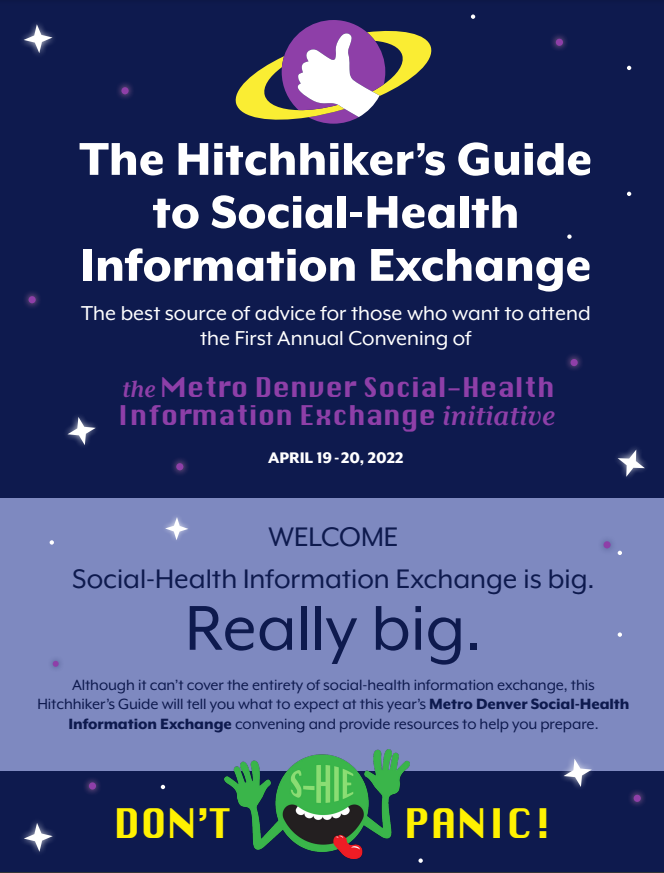 The Hitchhiker’s Guide
to Social-Health
Information Exchange
The best source of advice for those who want to attend
the First Annual Convening of
the Metro Denver Social-Health
Information Exchange initiative
APRIL 19-20, 2022
WELCOME
Social-Health Information Exchange is big.
Really big.
Although it can’t cover the entirety of social-health information exchange, this
Hitchhiker’s Guide will tell you what to expect at this year’s Metro Denver Social-Health
Information Exchange convening and provide resources to help you prepare.
S-HIE
DON’T PANIC!